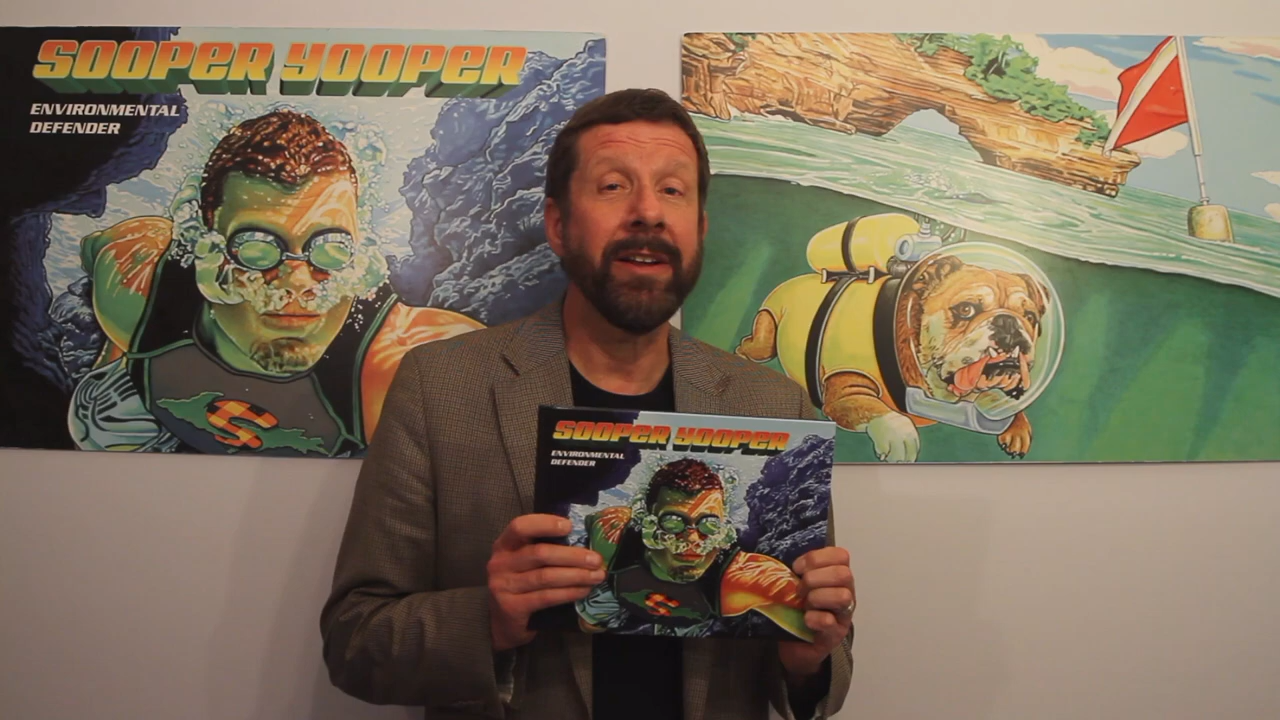 SOOPER YOOPER
ENVIRONMENTAL
DEFENDER
S
SOOPER YOOPER
ENVIRONMENTAL
DEFENDER
S